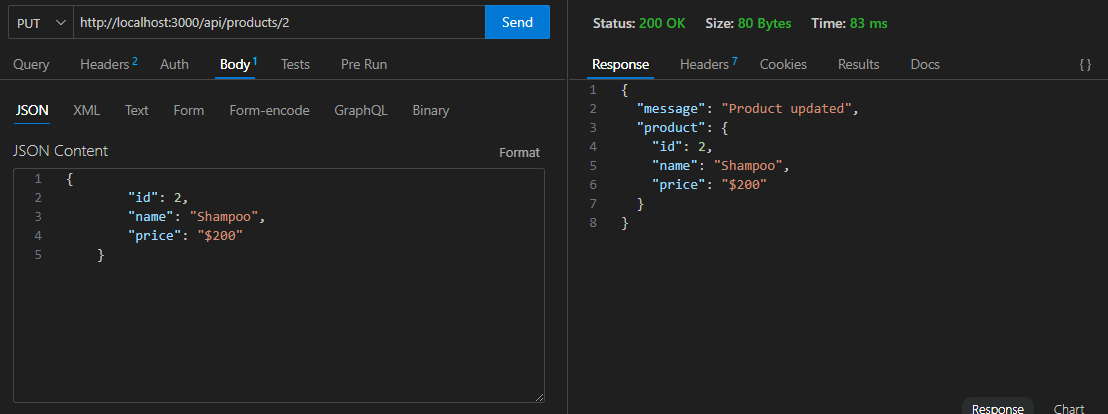 PUT http://localhost:3000/api/products/2 Send
Query Headers 2 Auth Body 1 Tests Pre Run
JSON XML Text Form Form-encode GraphQL Binary
JSON Content Format
1 {
2 "id": 2,
3 "name": "Shampoo",
4 "price": "$200"
5 }
Status: 200 OK Size: 80 Bytes Time: 83 ms
Response Headers 7 Cookies Results Docs { }
1 {
2 "message": "Product updated",
3 "product": {
4 "id": 2,
5 "name": "Shampoo",
6 "price": "$200"
7 }
8 }
Response Chart